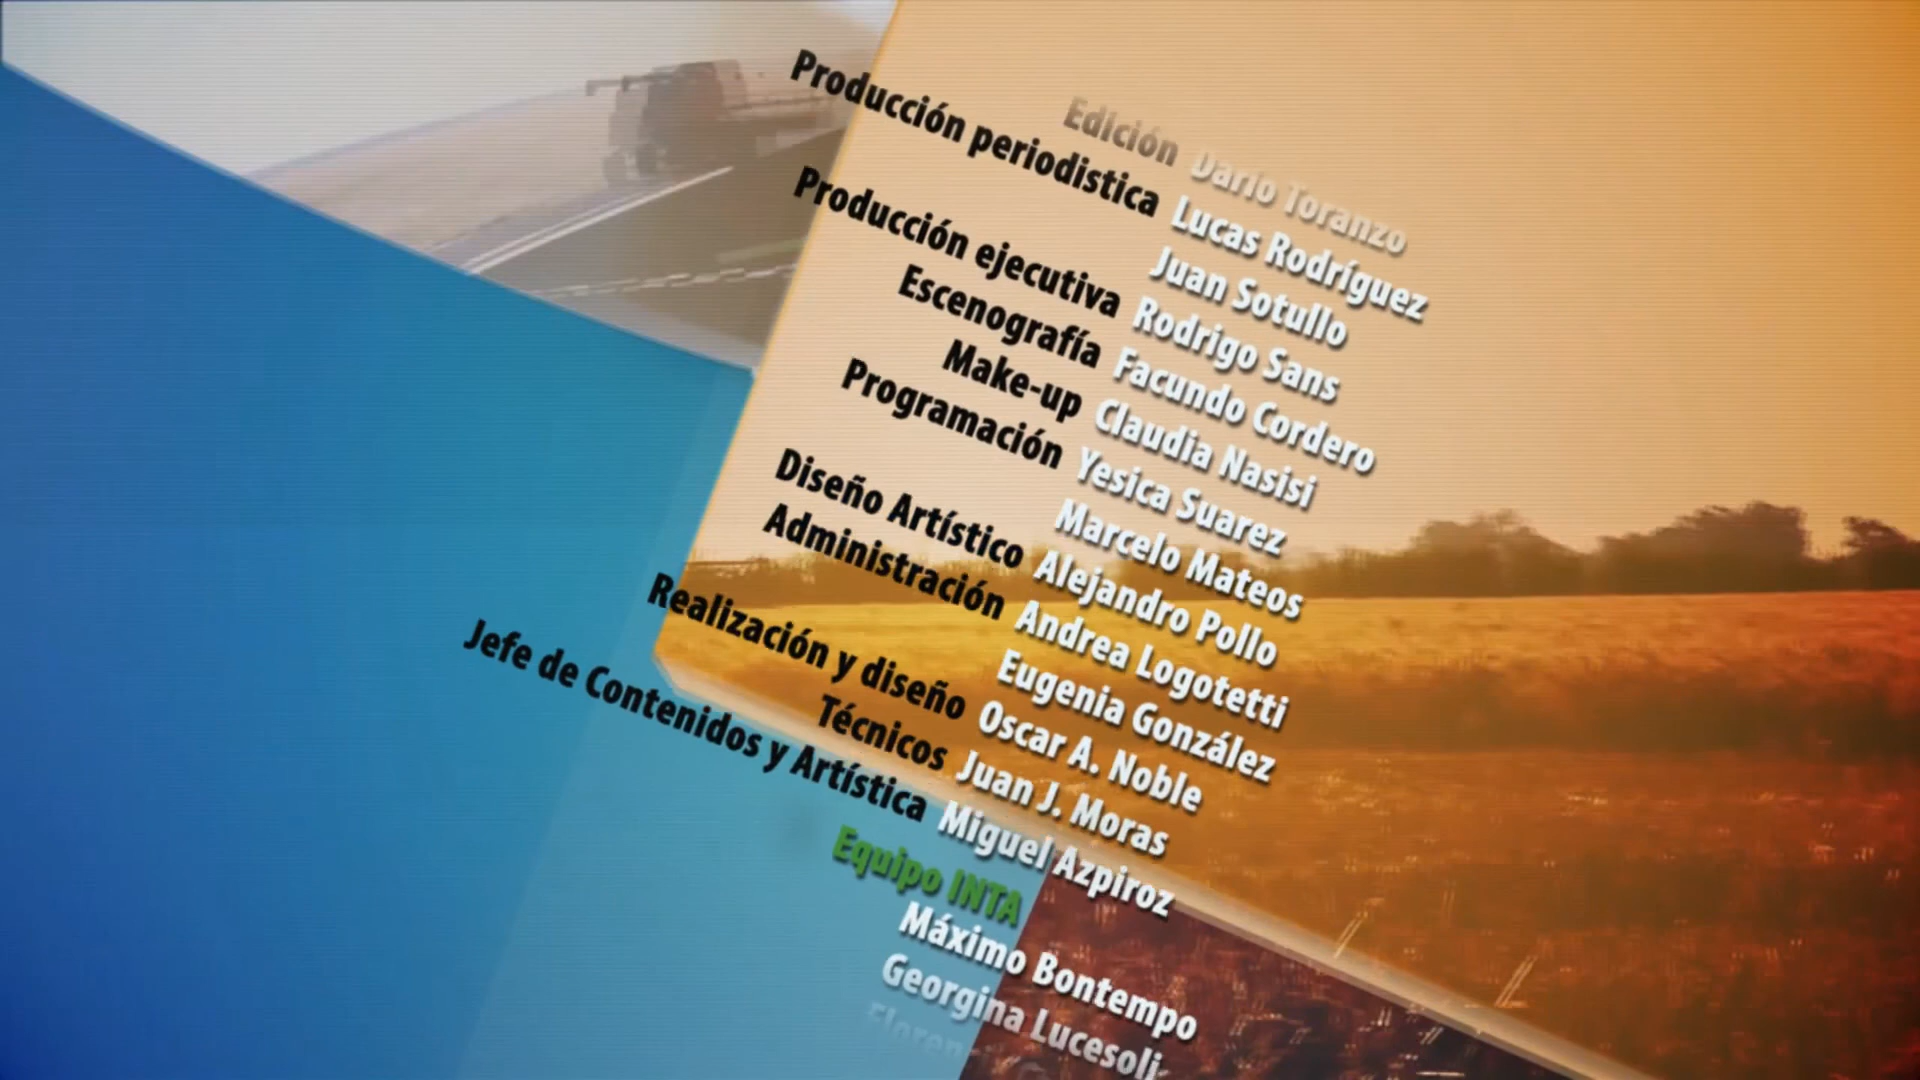 Edición Darío Toranzo
Producción periodistica Lucas Rodríguez
Juan Sotullo
Producción ejecutiva Rodrigo Sans
Escenografía Facundo Cordero
Make-up Claudia Nasisi
Programación Yesica Suarez
Marcelo Mateos
Diseño Artístico Alejandro Pollo
Administración Andrea Logotetti
Eugenia González
Realización y diseño Oscar A. Noble
Técnicos Juan J. Moras
Jefe de Contenidos y Artística Miguel Azpiroz
Equipo INTA
Máximo Bontempo
Georgina Lucesoli